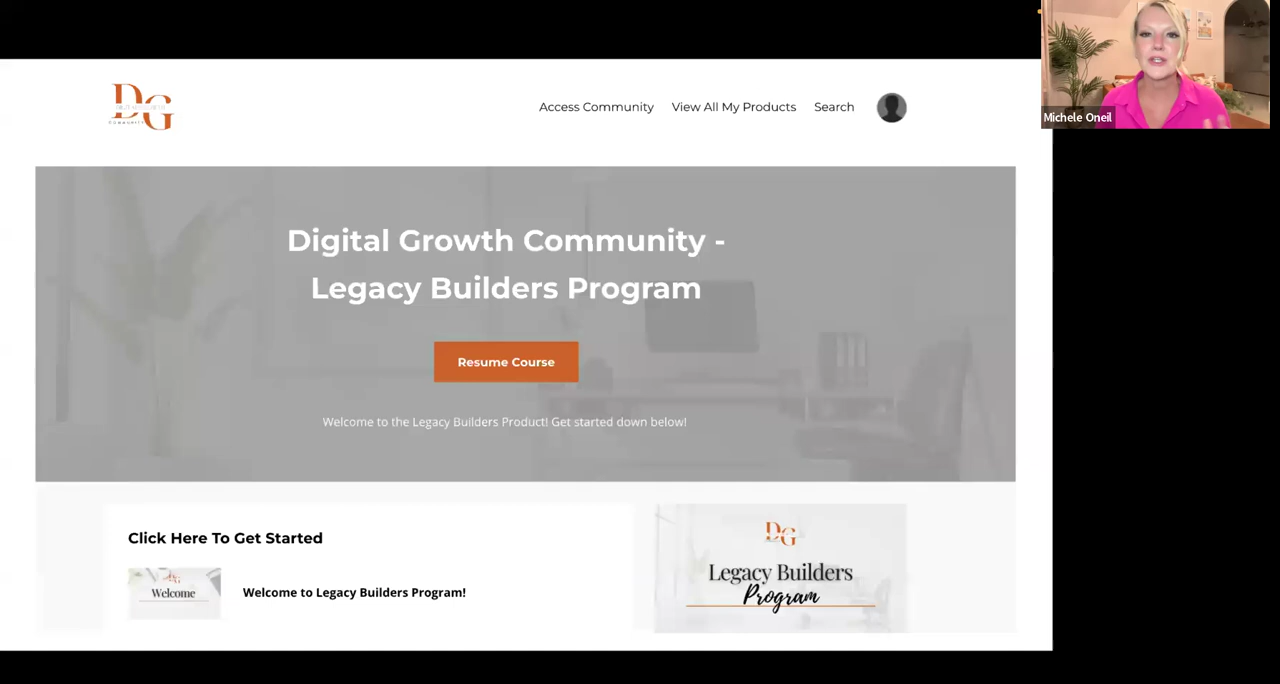 DG
COMMUNITY
Access Community
View All My Products
Search
Michele Oneil
Digital Growth Community -
Legacy Builders Program
Resume Course
Welcome to the Legacy Builders Product! Get started down below!
Click Here To Get Started
DG
Welcome
Welcome to Legacy Builders Program!
DG
Legacy Builders
Program